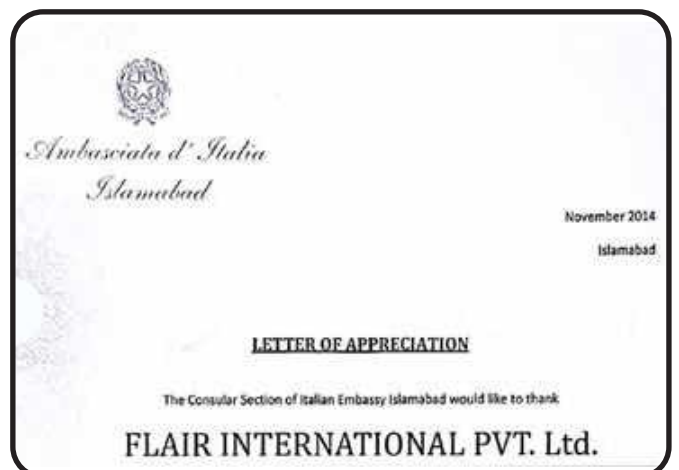 Ambasciata d' Italia
Islamabad
November 2014
Islamabad
LETTER OF APPRECIATION
The Consular Section of Italian Embassy Islamabad would like to thank
FLAIR INTERNATIONAL PVT. Ltd.